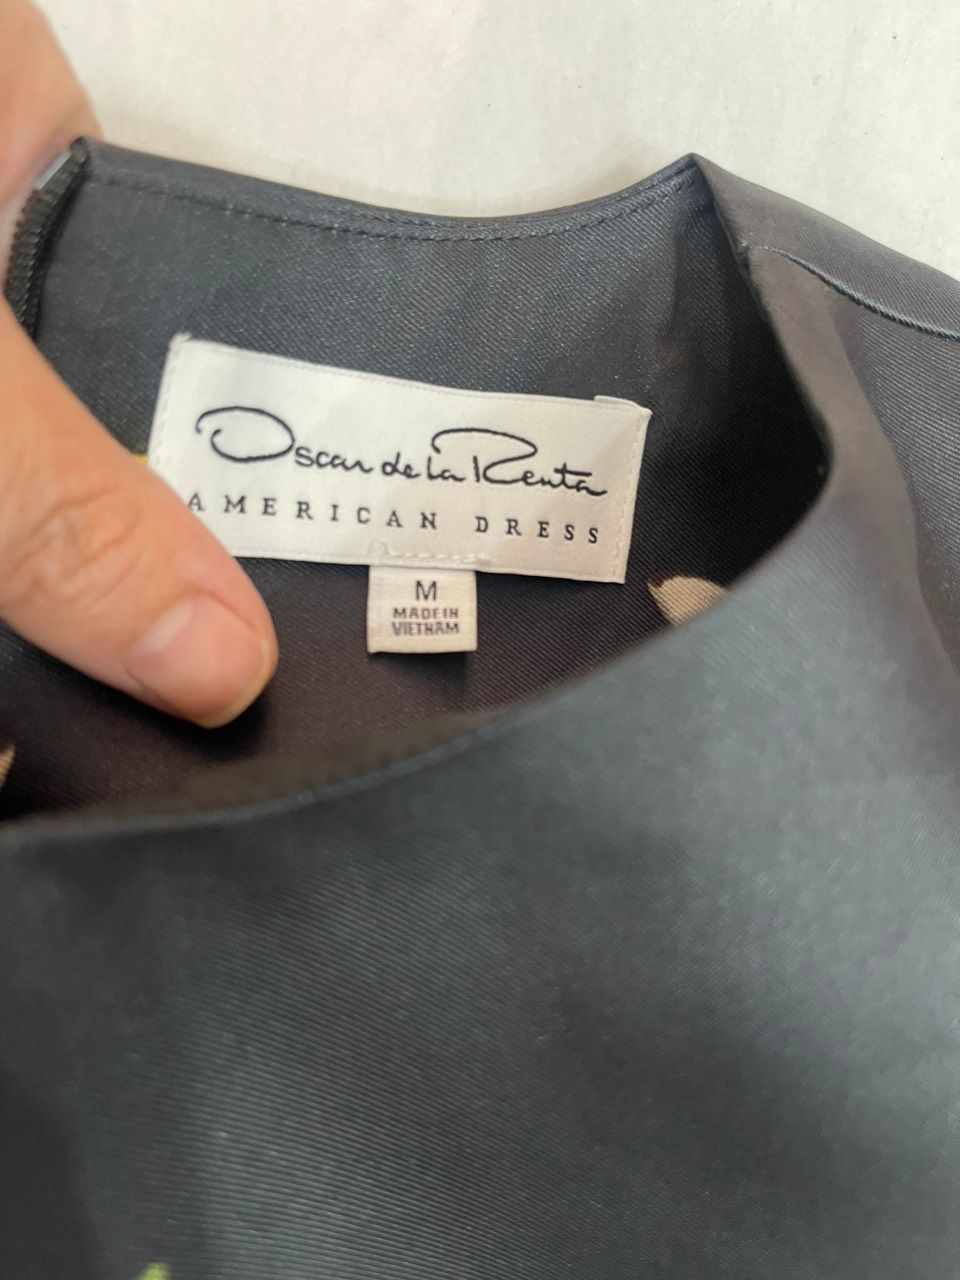 Oscar de la Renta
AMERICAN DRESS
M
MADE IN
VIETNAM